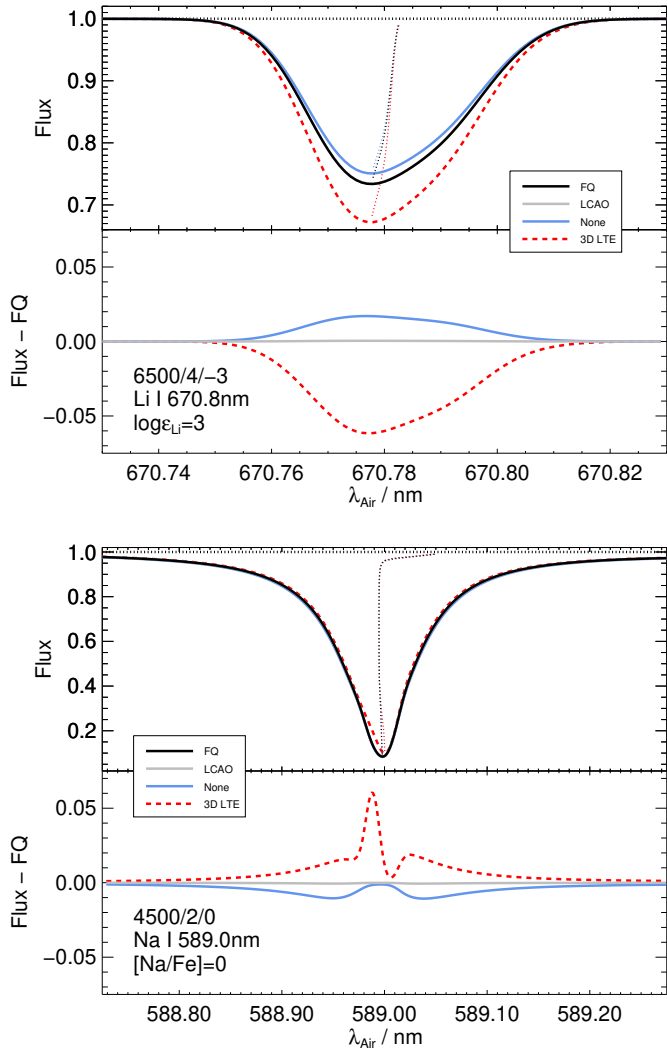 1.0
0.9
Flux
0.8
0.7
FQ
LCAO
None
3D LTE
0.05
Flux − FQ
0.00
−0.05
6500/4/−3
Li I 670.8nm
logεLi=3
670.74 670.76 670.78 670.80 670.82
λAir / nm
1.0
0.8
Flux
0.6
0.4
0.2
FQ
LCAO
None
3D LTE
0.05
Flux − FQ
0.00
−0.05
4500/2/0
Na I 589.0nm
[Na/Fe]=0
588.80 588.90 589.00 589.10 589.20
λAir / nm